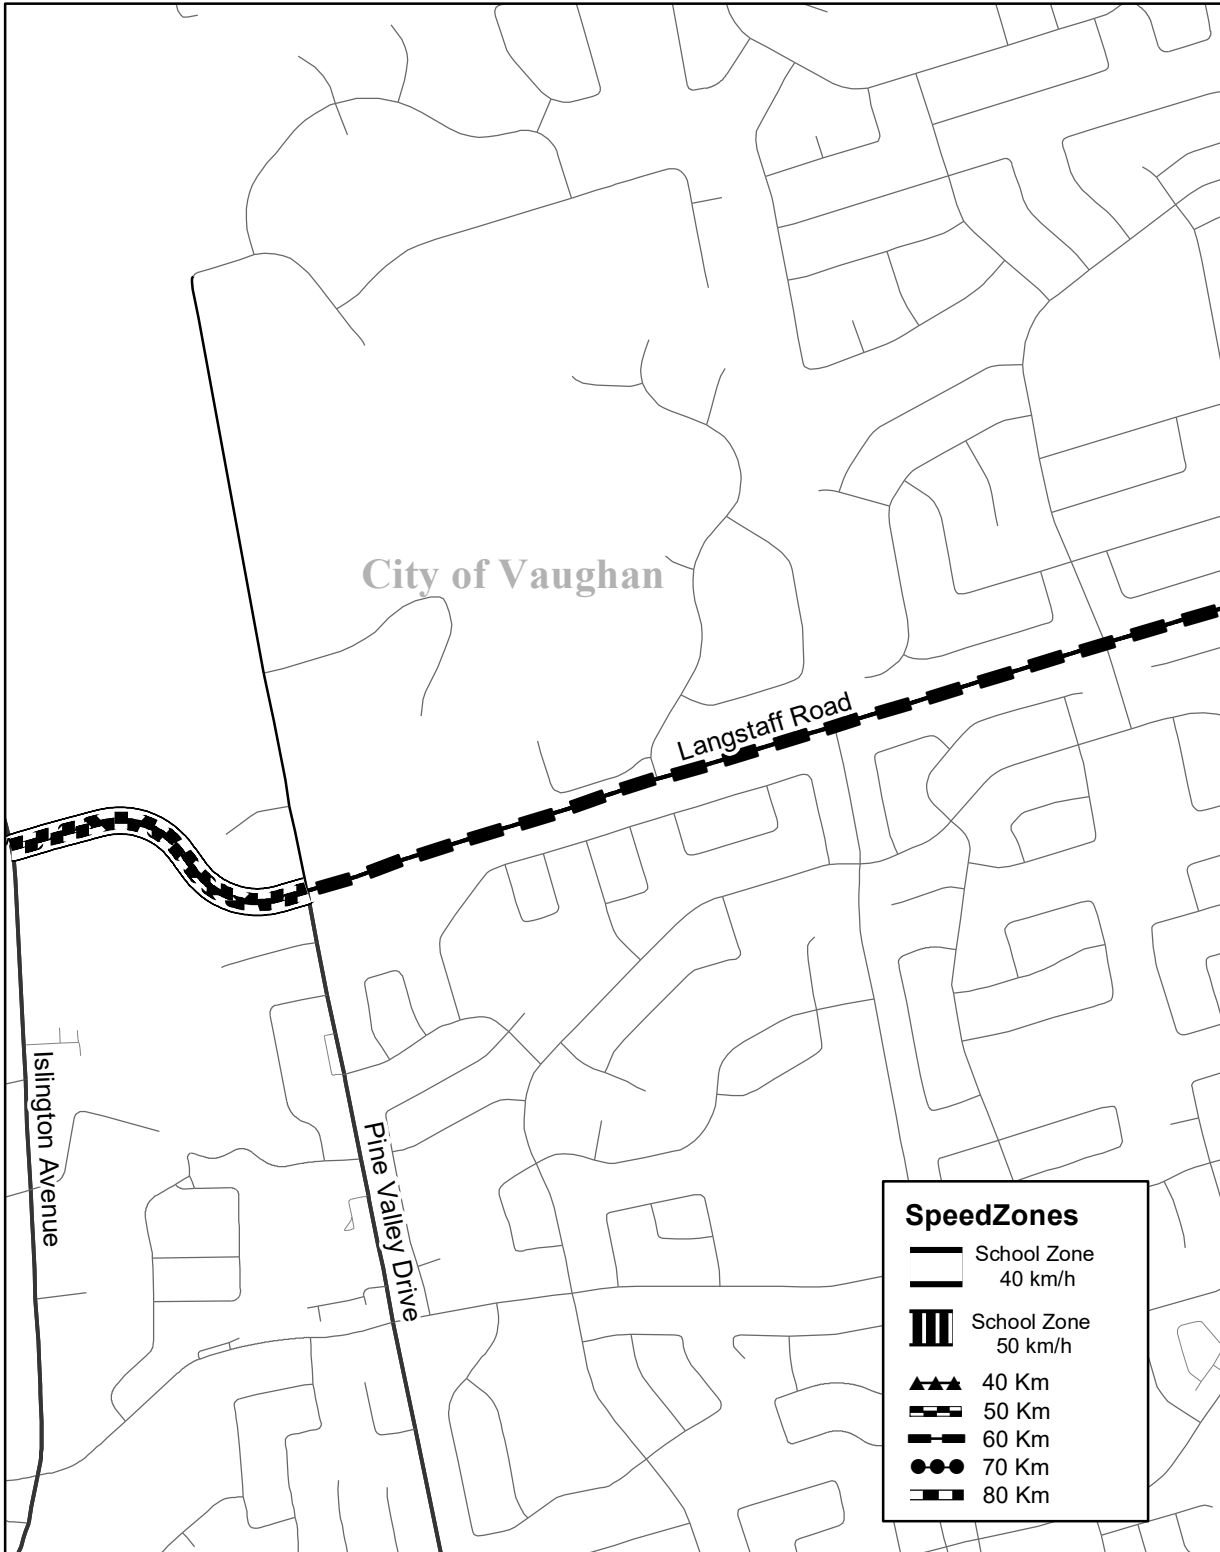 City of Vaughan
Langstaff Road
Islington Avenue
Pine Valley Drive
SpeedZones
School Zone
40 km/h
School Zone
50 km/h
40 Km
50 Km
60 Km
70 Km
80 Km